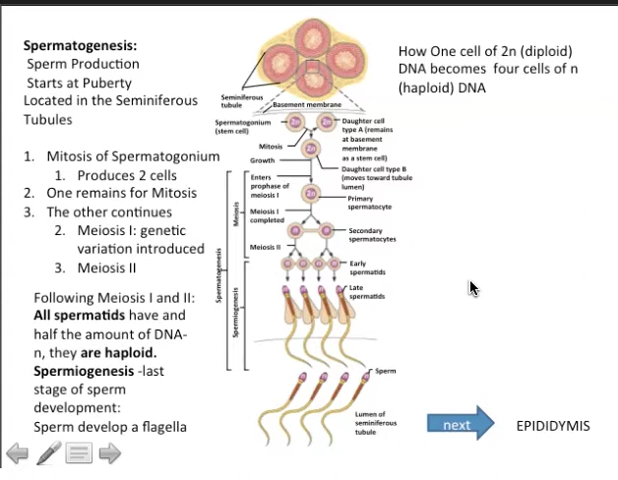 Spermatogenesis:
Sperm Production
Starts at Puberty
Located in the Seminiferous
Tubules
1. Mitosis of Spermatogonium
1. Produces 2 cells
2. One remains for Mitosis
3. The other continues
2. Meiosis I: genetic
variation introduced
3. Meiosis II
Following Meiosis I and II:
All spermatids have and
half the amount of DNA-
n, they are haploid.
Spermiogenesis -last
stage of sperm
development:
Sperm develop a flagella
Seminiferous
tubule
Basement membrane
Spermatogonium
(stem cell)
2n
2n
Daughter cell
type A (remains
at basement
membrane
as a stem cell)
Mitosis
2n
Growth
Daughter cell type B
(moves toward tubule
lumen)
Enters
prophase of
meiosis I
2n
Primary
spermatocyte
Meiosis I
completed
n
n
Secondary
spermatocytes
Meiosis II
n
n
n
n
Early
spermatids
Late
spermatids
Meiosis
Spermatogenesis
Spermiogenesis
Sperm
Lumen of
seminiferous
tubule
How One cell of 2n (diploid)
DNA becomes four cells of n
(haploid) DNA
next
EPIDIDYMIS